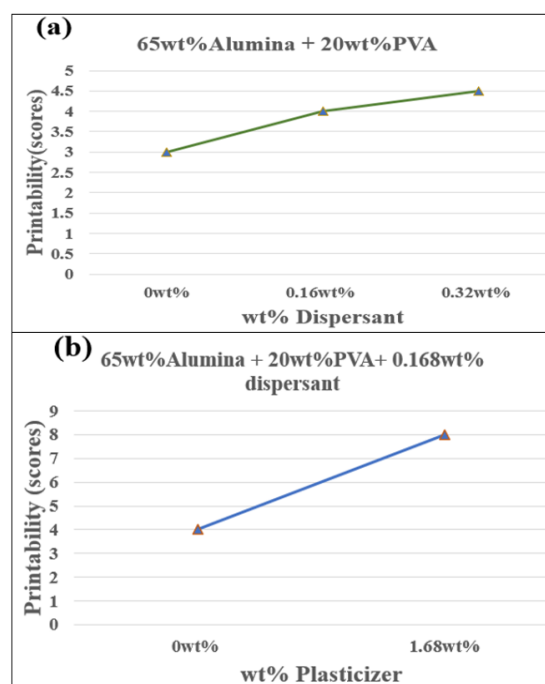 (a)
65wt%Alumina + 20wt%PVA
5
4.5
4
3.5
3
2.5
2
1.5
1
0.5
0
Printability(scores)
0wt% 0.16wt% 0.32wt%
wt% Dispersant
(b)
65wt%Alumina + 20wt%PVA+ 0.168wt%
dispersant
9
8
7
6
5
4
3
2
1
0
Printability (scores)
0wt% 1.68wt%
wt% Plasticizer